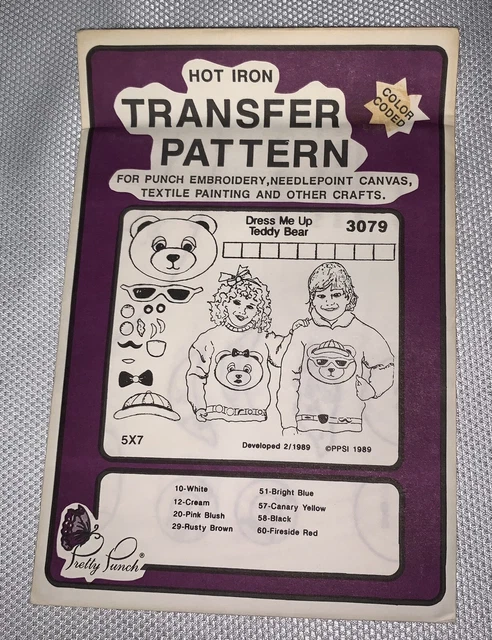 HOT IRON
TRANSFER
PATTERN
COLOR
CODED
FOR PUNCH EMBROIDERY,NEEDLEPOINT CANVAS,
TEXTILE PAINTING AND OTHER CRAFTS.
Dress Me Up
Teddy Bear
3079
5X7
Developed 2/1989
©PPSI 1989
10-White
12-Cream
20-Pink Blush
29-Rusty Brown
51-Bright Blue
57-Canary Yellow
58-Black
60-Fireside Red
Pretty Punch®